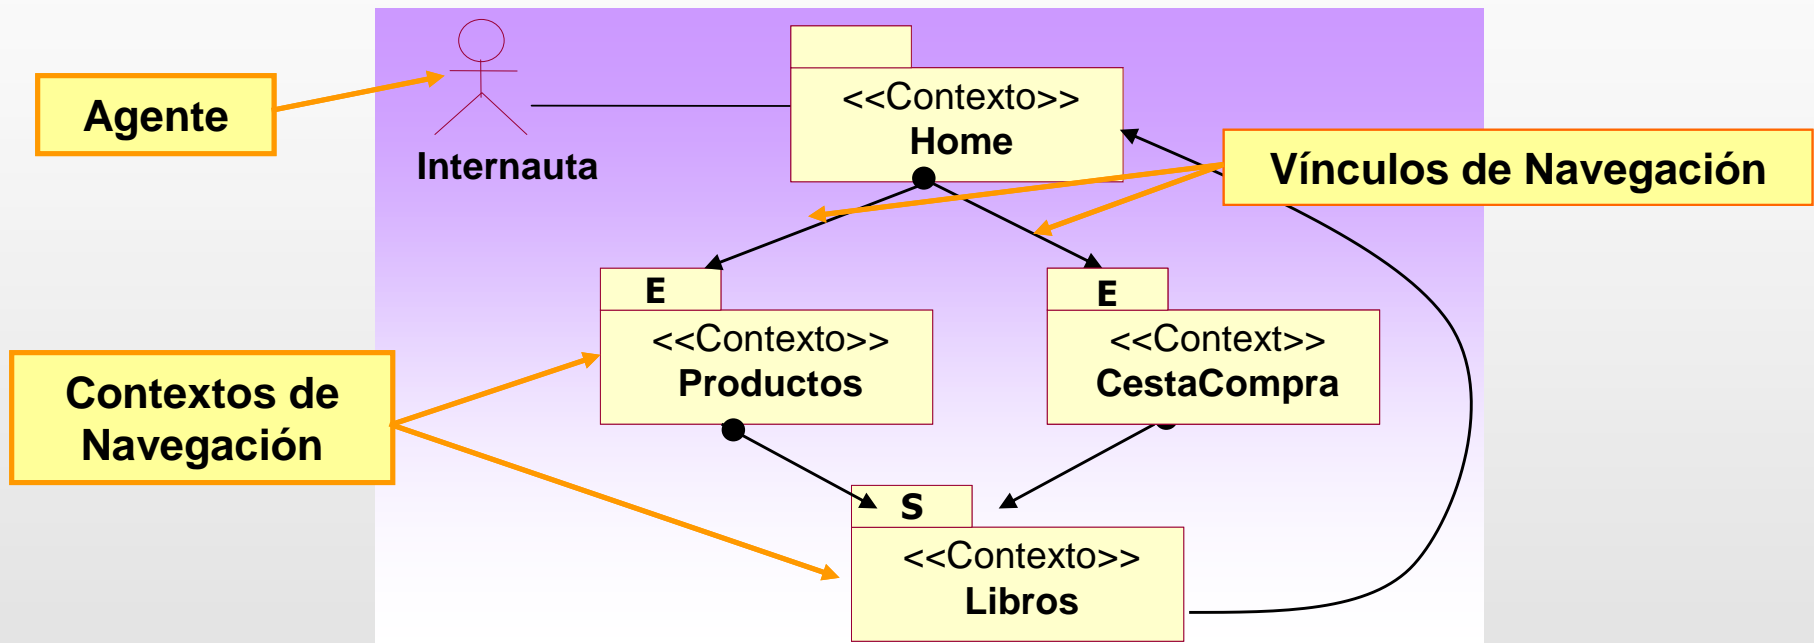 Agente
Internauta
<<Contexto>>
Home
Vínculos de Navegación
E
<<Contexto>>
Productos
E
<<Context>>
CestaCompra
Contextos de
Navegación
S
<<Contexto>>
Libros